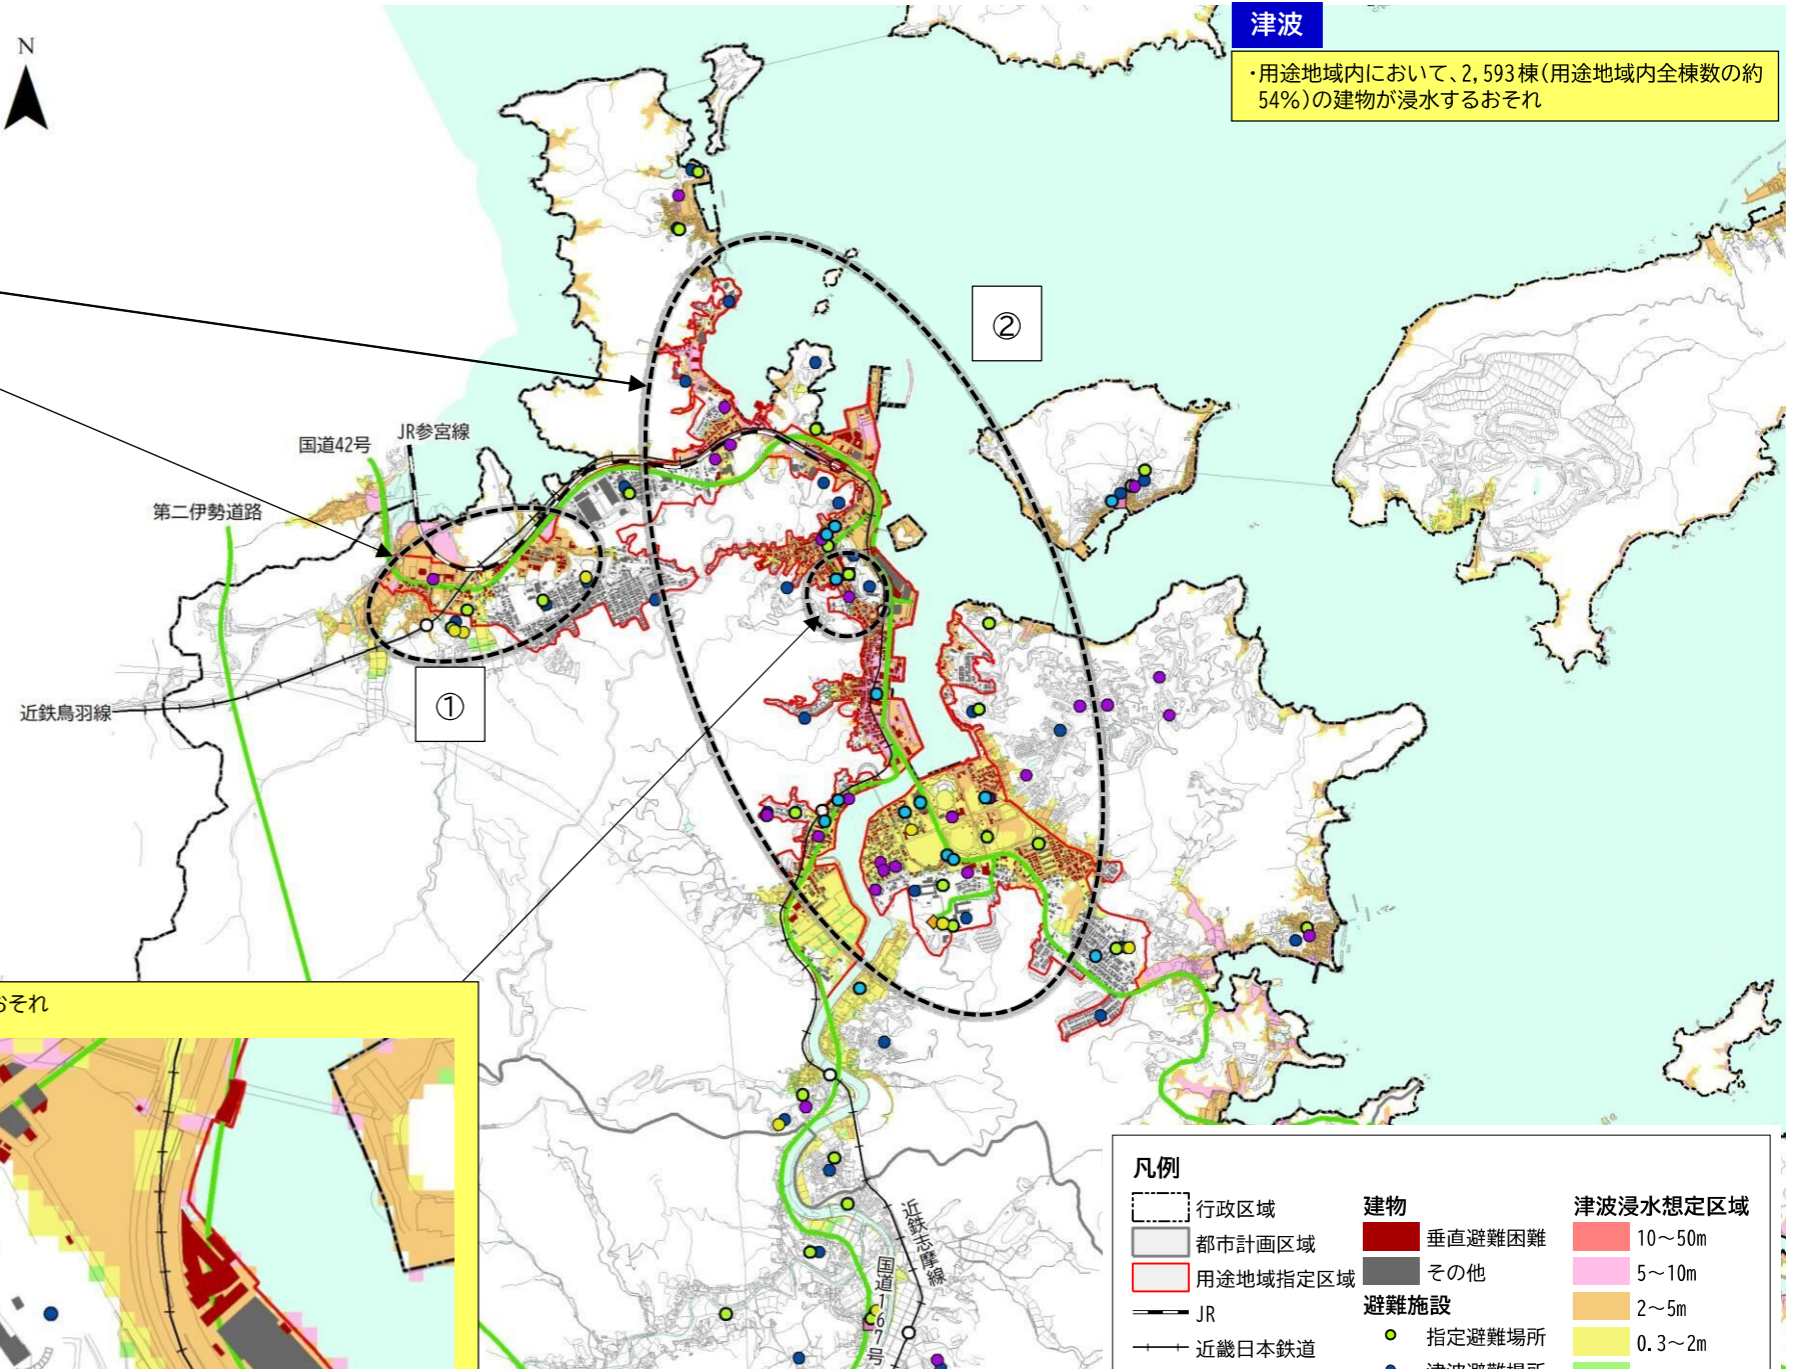 N
津波
・用途地域内において、2,593棟(用途地域内全棟数の約
54%)の建物が浸水するおそれ
②
国道42号
JR参宮線
第二伊勢道路
近鉄鳥羽線
①
おそれ
近鉄志摩線
国道167号
凡例
行政区域
都市計画区域
用途地域指定区域
JR
近畿日本鉄道
建物
垂直避難困難
その他
避難施設
指定避難場所
津波避難場所
津波浸水想定区域
10～50m
5～10m
2～5m
0.3～2m